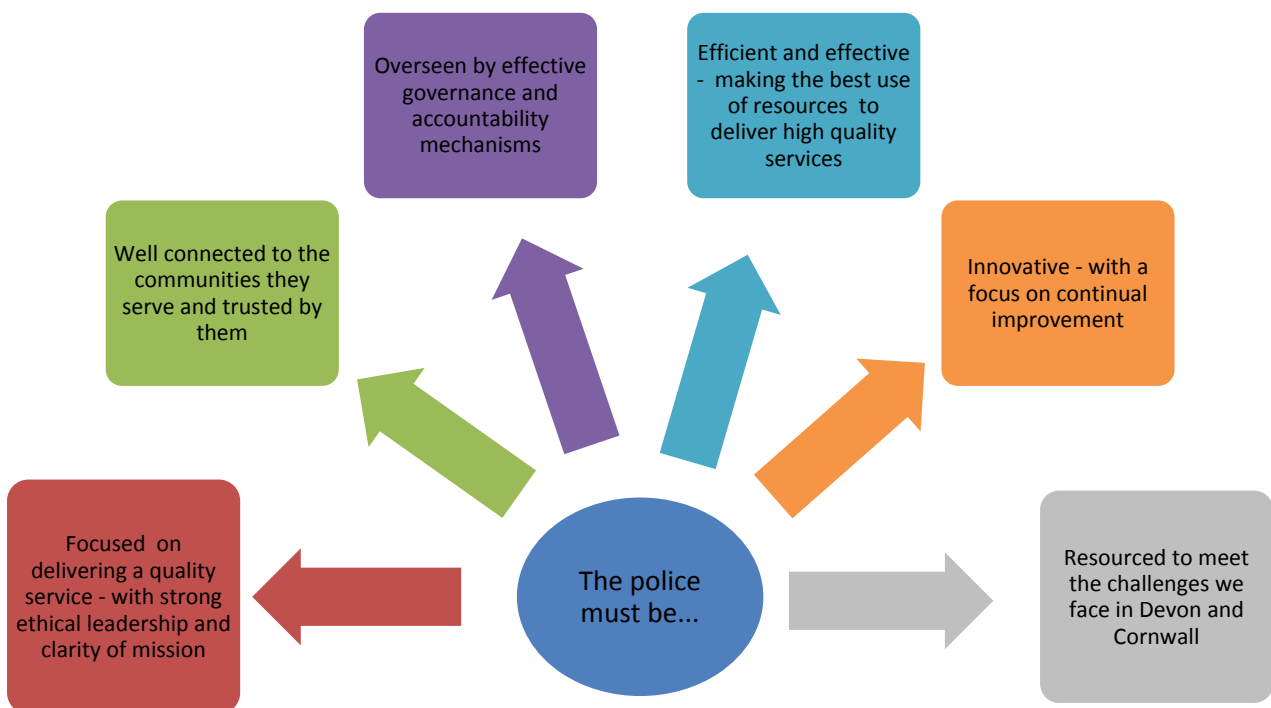 Overseen by effective
governance and
accountability
mechanisms
Efficient and effective
- making the best use
of resources to
deliver high quality
services
Well connected to the
communities they
serve and trusted by
them
Innovative - with a
focus on continual
improvement
Focused on
delivering a quality
service - with strong
ethical leadership and
clarity of mission
The police
must be...
Resourced to meet
the challenges we
face in Devon and
Cornwall